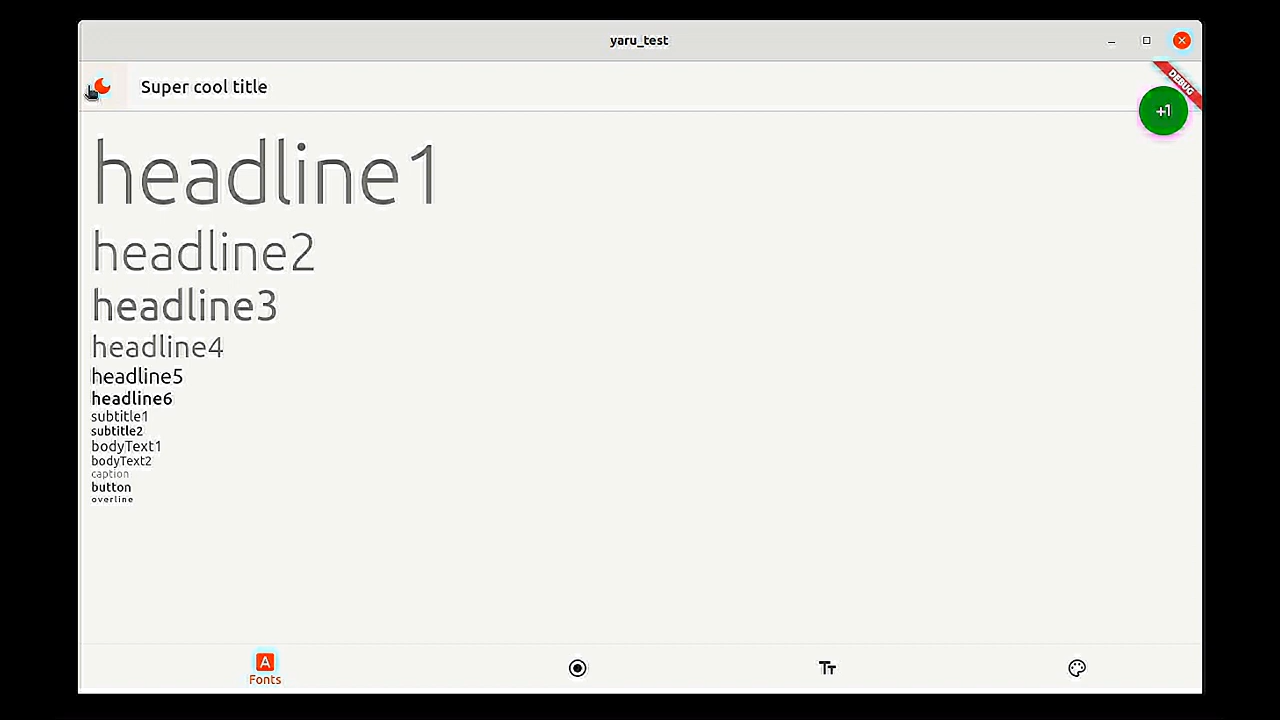 yaru_test
Super cool title
DEBUG
+1
headline1
headline2
headline3
headline4
headline5
headline6
subtitle1
subtitle2
bodyText1
bodyText2
caption
button
overline
A
Tt
Fonts